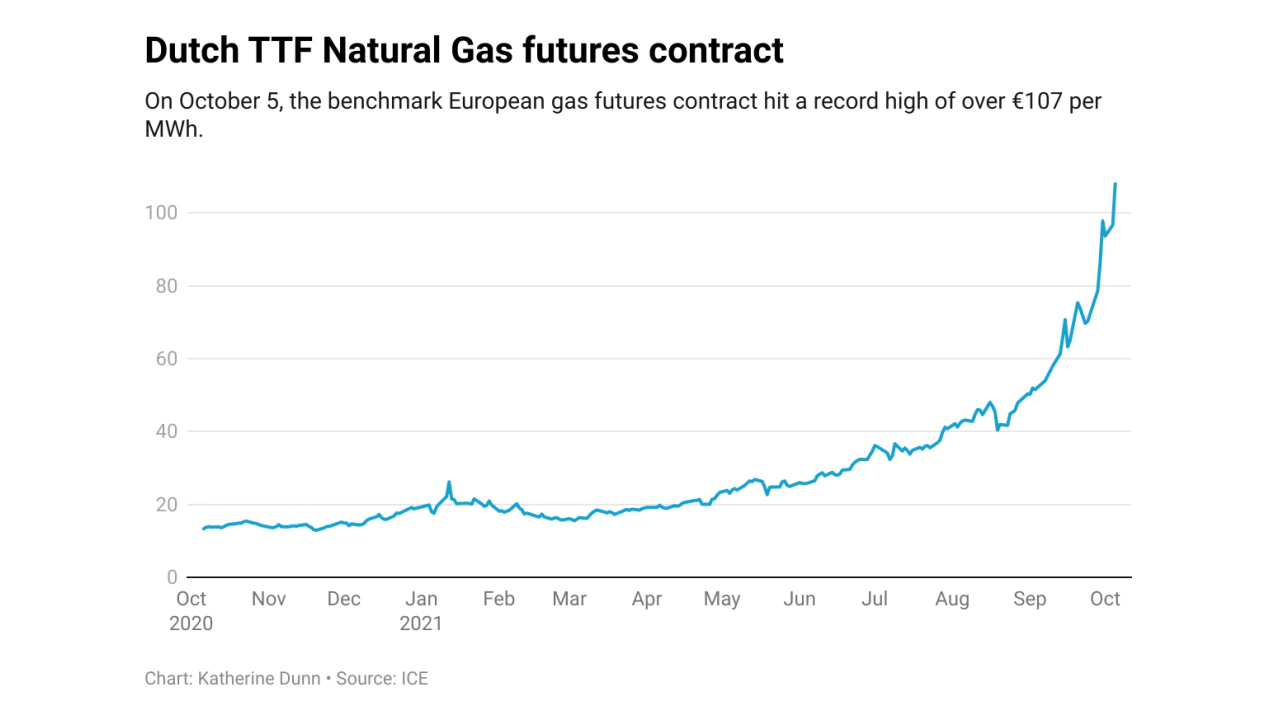 Dutch TTF Natural Gas futures contract
On October 5, the benchmark European gas futures contract hit a record high of over €107 per
MWh.
100
80
60
40
20
0
Oct Nov Dec Jan Feb Mar Apr May Jun Jul Aug Sep Oct
2020 2021
Chart: Katherine Dunn • Source: ICE